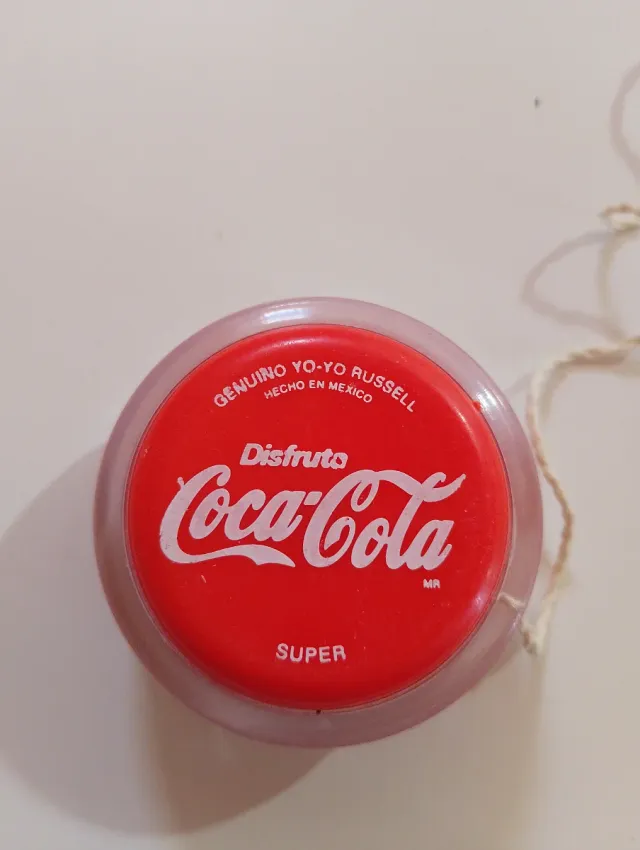 GENUINO YO-YO RUSSELL
HECHO EN MEXICO
Disfruta
Coca-Cola
MR
SUPER